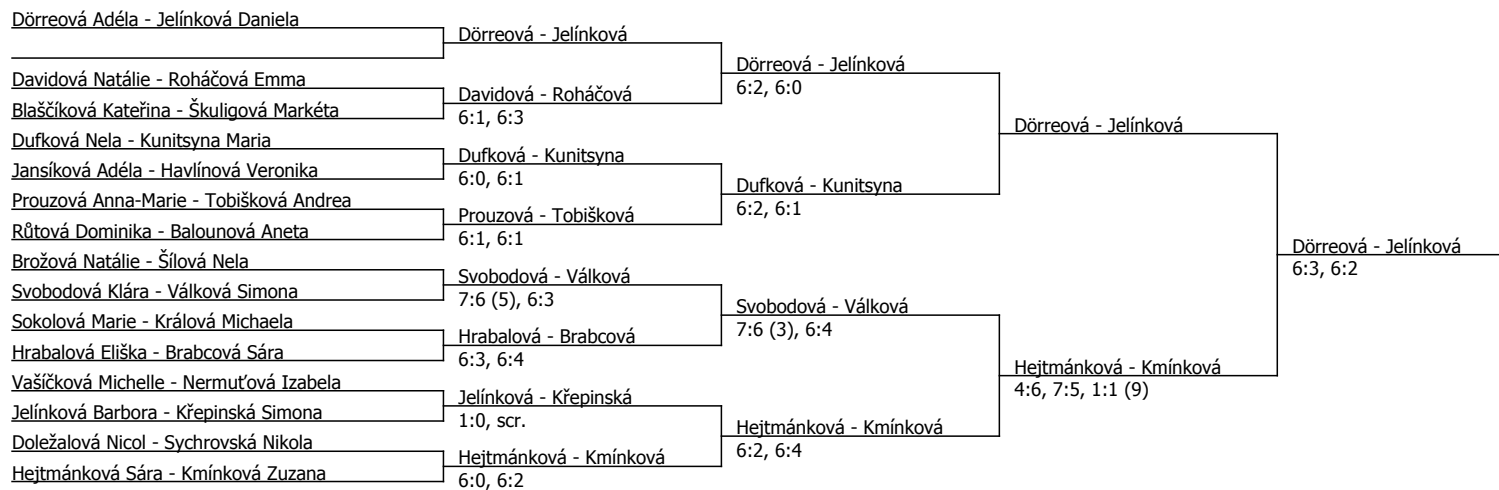 Dörreová Adéla - Jelínková Daniela
Davidová Natálie - Roháčová Emma
Blaščíková Kateřina - Škuligová Markéta
Dufková Nela - Kunitsyna Maria
Jansíková Adéla - Havlínová Veronika
Prouzová Anna-Marie - Tobišková Andrea
Růtová Dominika - Balounová Aneta
Brožová Natálie - Šílová Nela
Svobodová Klára - Válková Simona
Sokolová Marie - Králová Michaela
Hrabalová Eliška - Brabcová Sára
Vašíčková Michelle - Nermuťová Izabela
Jelínková Barbora - Křepinská Simona
Doležalová Nicol - Sychrovská Nikola
Hejtmánková Sára - Kmínková Zuzana
Dörreová - Jelínková
Davidová - Roháčová
6:1, 6:3
Dufková - Kunitsyna
6:0, 6:1
Prouzová - Tobišková
6:1, 6:1
Svobodová - Válková
7:6 (5), 6:3
Hrabalová - Brabcová
6:3, 6:4
Jelínková - Křepinská
1:0, scr.
Hejtmánková - Kmínková
6:0, 6:2
Dörreová - Jelínková
6:2, 6:0
Dufková - Kunitsyna
6:2, 6:1
Svobodová - Válková
7:6 (3), 6:4
Hejtmánková - Kmínková
6:2, 6:4
Dörreová - Jelínková
Hejtmánková - Kmínková
4:6, 7:5, 1:1 (9)
Dörreová - Jelínková
6:3, 6:2